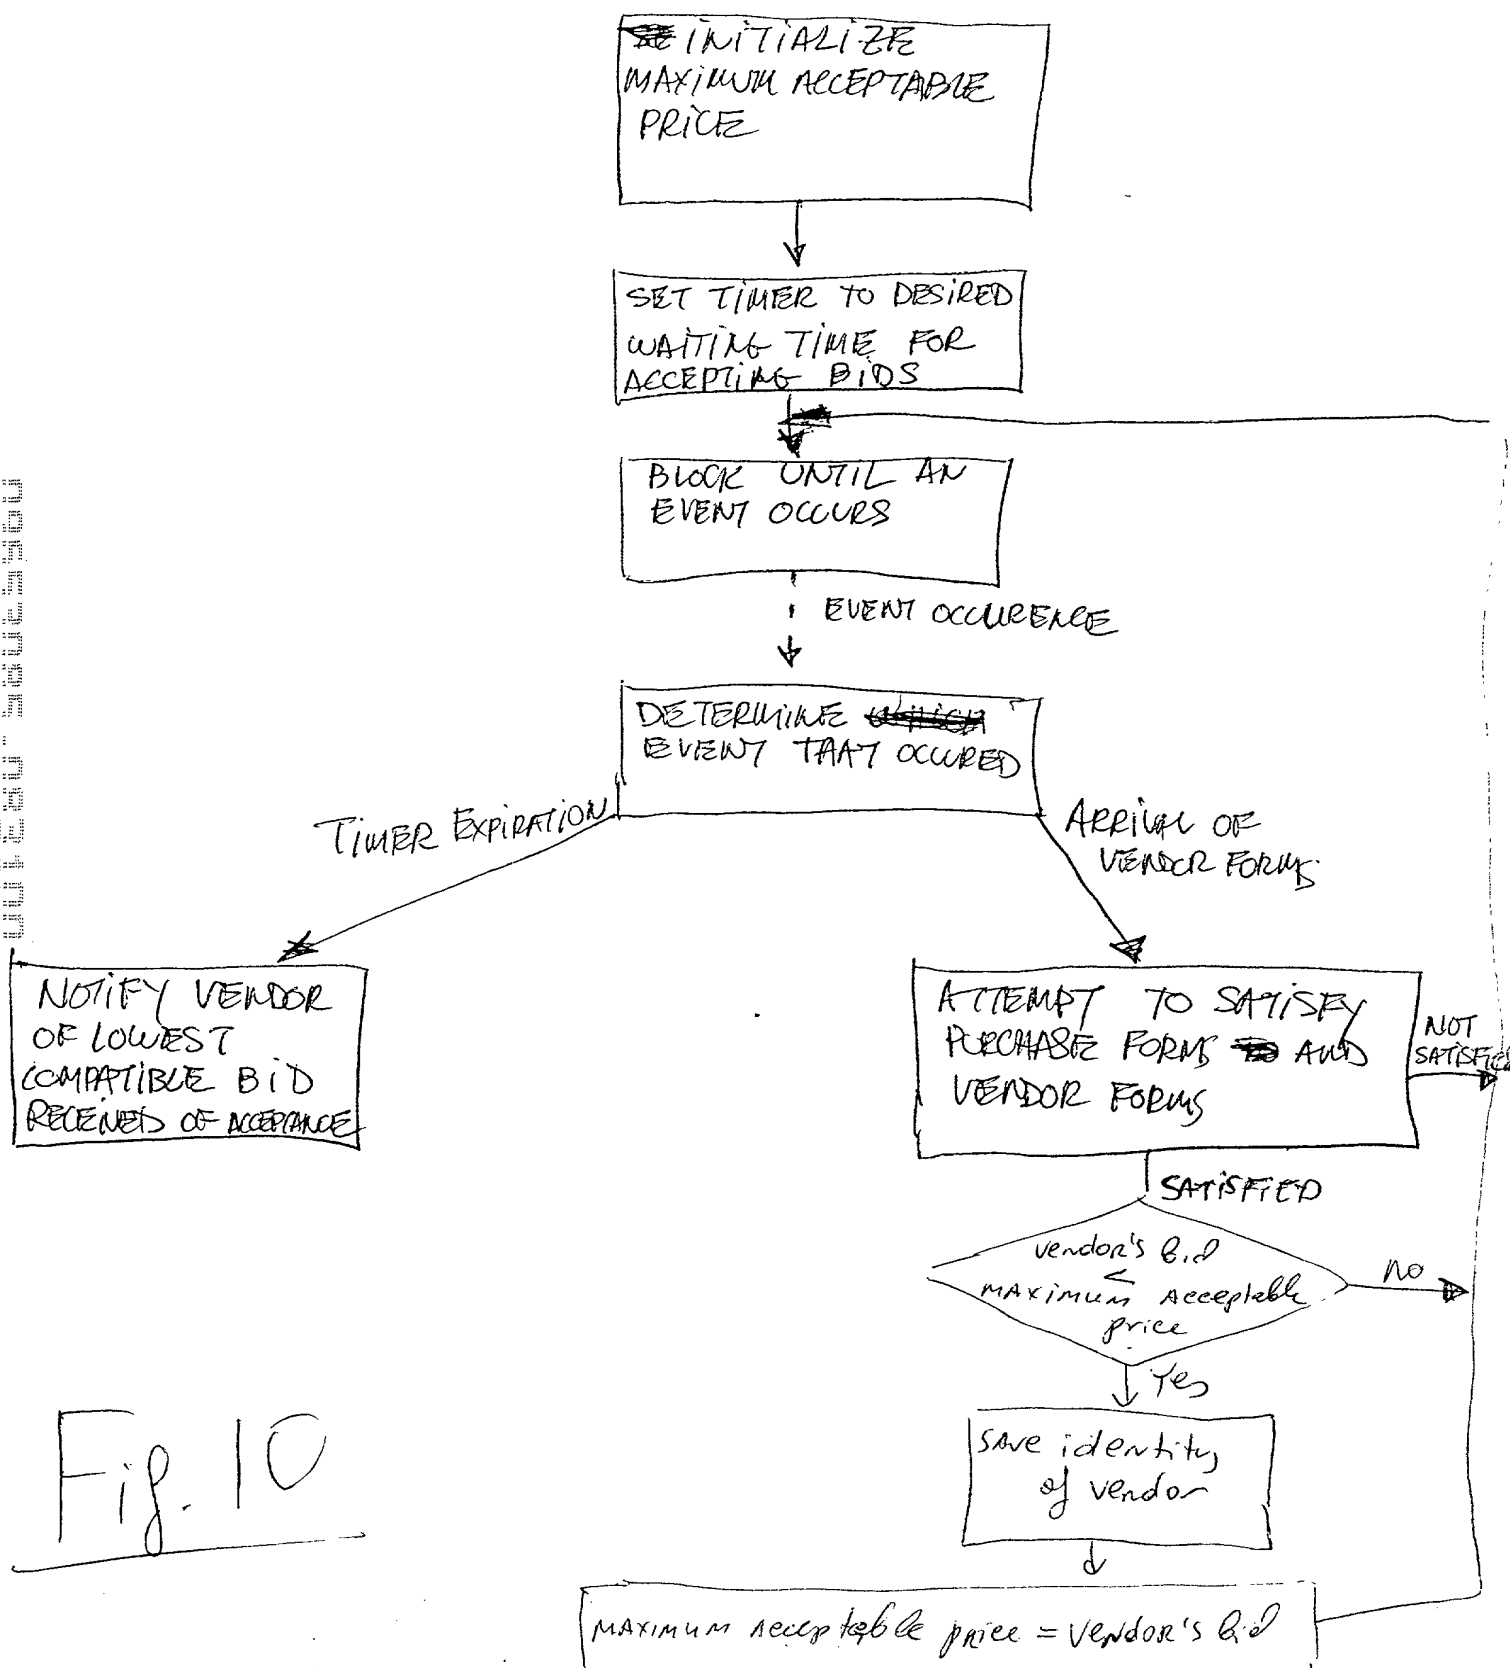 INITIALIZE
MAXIMUM ACCEPTABLE
PRICE
SET TIMER TO DESIRED
WAITING TIME FOR
ACCEPTING BIDS
BLOCK UNTIL AN
EVENT OCCURS
EVENT OCCURENCE
DETERMINE
EVENT THAT OCCURED
TIMER EXPIRATION
ARRIVAL OF
VENDOR FORMS
NOTIFY VENDOR
OF LOWEST
COMPATIBLE BID
RECEIVED OF ACCEPTANCE
ATTEMPT TO SATISFY
PURCHASE FORMS AND
VENDOR FORMS
NOT
SATISFIED
SATISFIED
vendor's bid
<
MAXIMUM Acceptable
price
NO
Yes
SAVE identity
of vendor
MAXIMUM Acceptable price = vendor's bid
Fig. 10